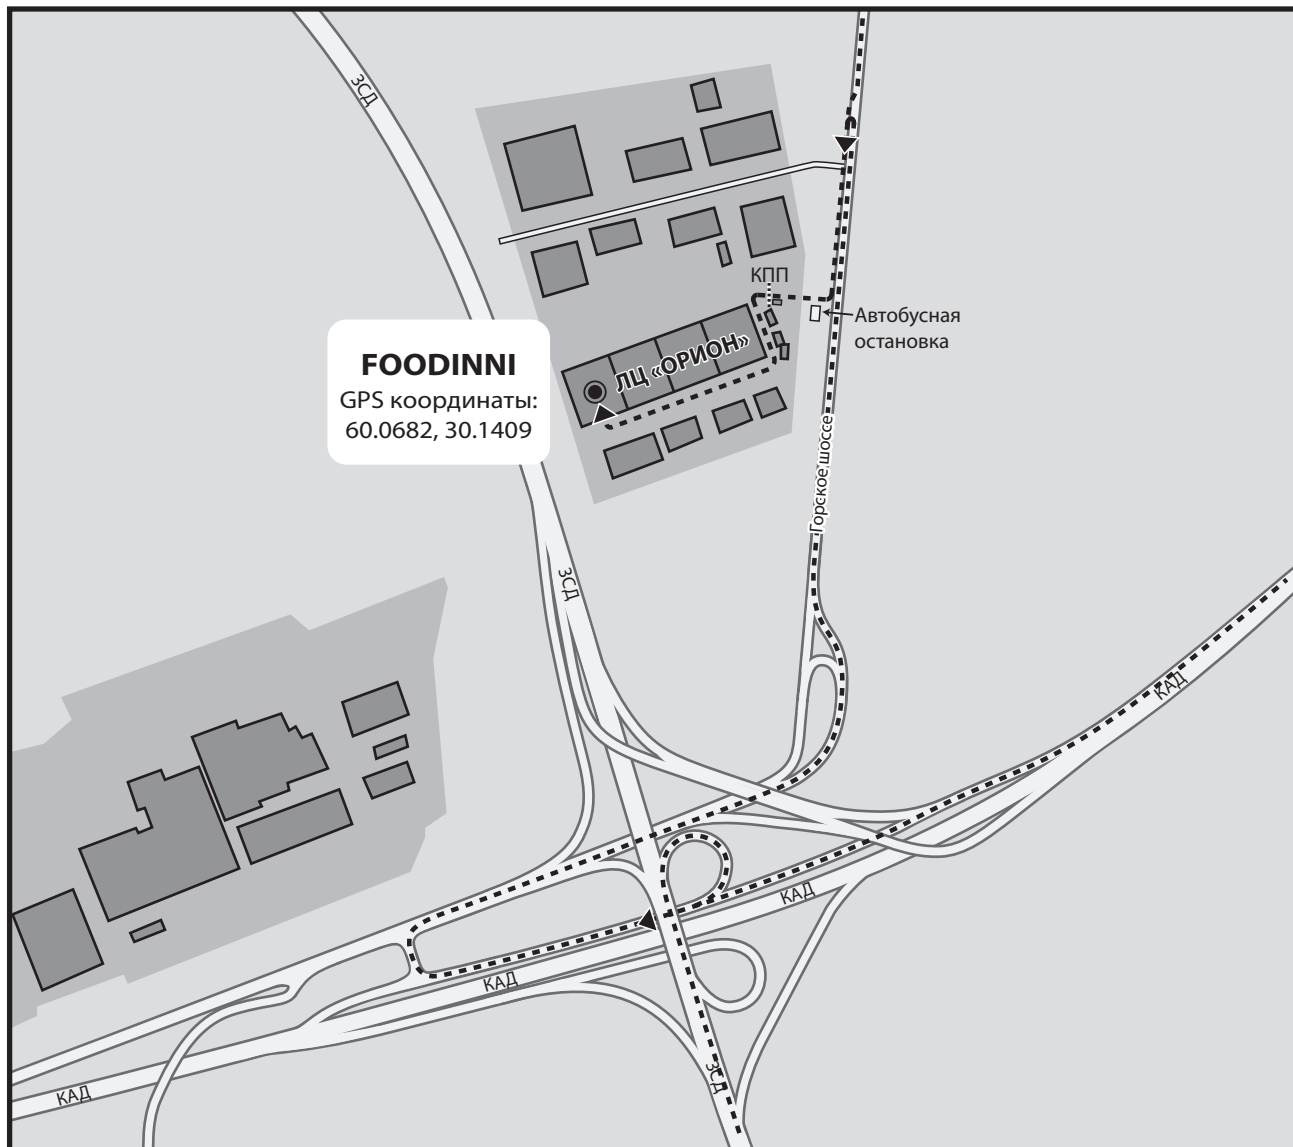 ЗСД
КПП
Автобусная
остановка
ЛЦ «ОРИОН»
FOODINNI
GPS координаты:
60.0682, 30.1409
Горское шоссе
ЗСД
КАД
КАД
КАД
ЗСД
КАД